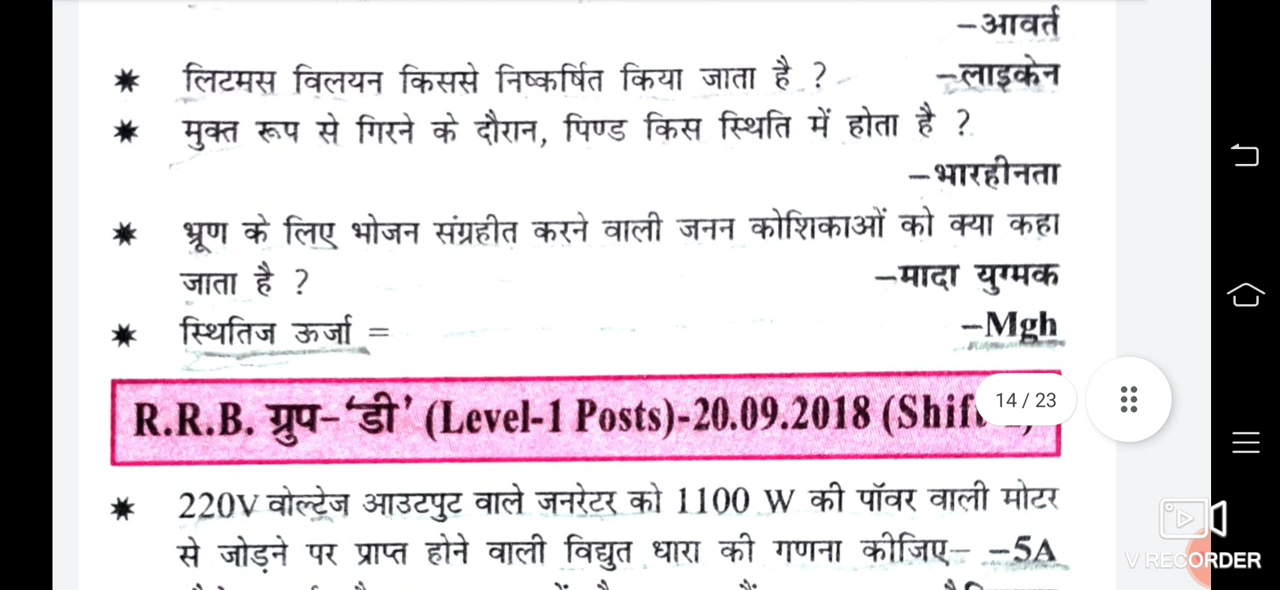 –आवर्त
✷ लिटमस विलयन किससे निष्कर्षित किया जाता है ? –लाइकेन
✷ मुक्त रूप से गिरने के दौरान, पिण्ड किस स्थिति में होता है ?
–भारहीनता
✷ भ्रूण के लिए भोजन संग्रहीत करने वाली जनन कोशिकाओं को क्या कहा
जाता है ? –मादा युग्मक
✷ स्थितिज ऊर्जा = –Mgh
R.R.B. ग्रुप–‘डी’ (Level-1 Posts)-20.09.2018 (Shift
14 / 23
✷ 220V वोल्टेज आउटपुट वाले जनरेटर को 1100 W की पॉवर वाली मोटर
से जोड़ने पर प्राप्त होने वाली विद्युत धारा की गणना कीजिए– –5A
V RECORDER